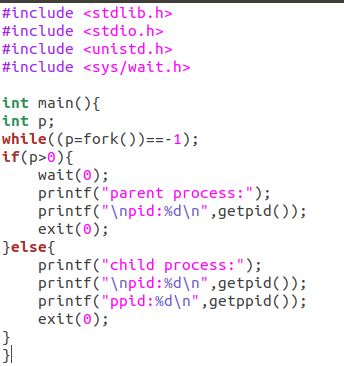 #include <stdlib.h>
#include <stdio.h>
#include <unistd.h>
#include <sys/wait.h>

int main(){
int p;
while((p=fork())==-1);
if(p>0){
    wait(0);
    printf("parent process:");
    printf("\npid:%d\n",getpid());
    exit(0);
}else{
    printf("child process:");
    printf("\npid:%d\n",getpid());
    printf("ppid:%d\n",getppid());
    exit(0);
}
}